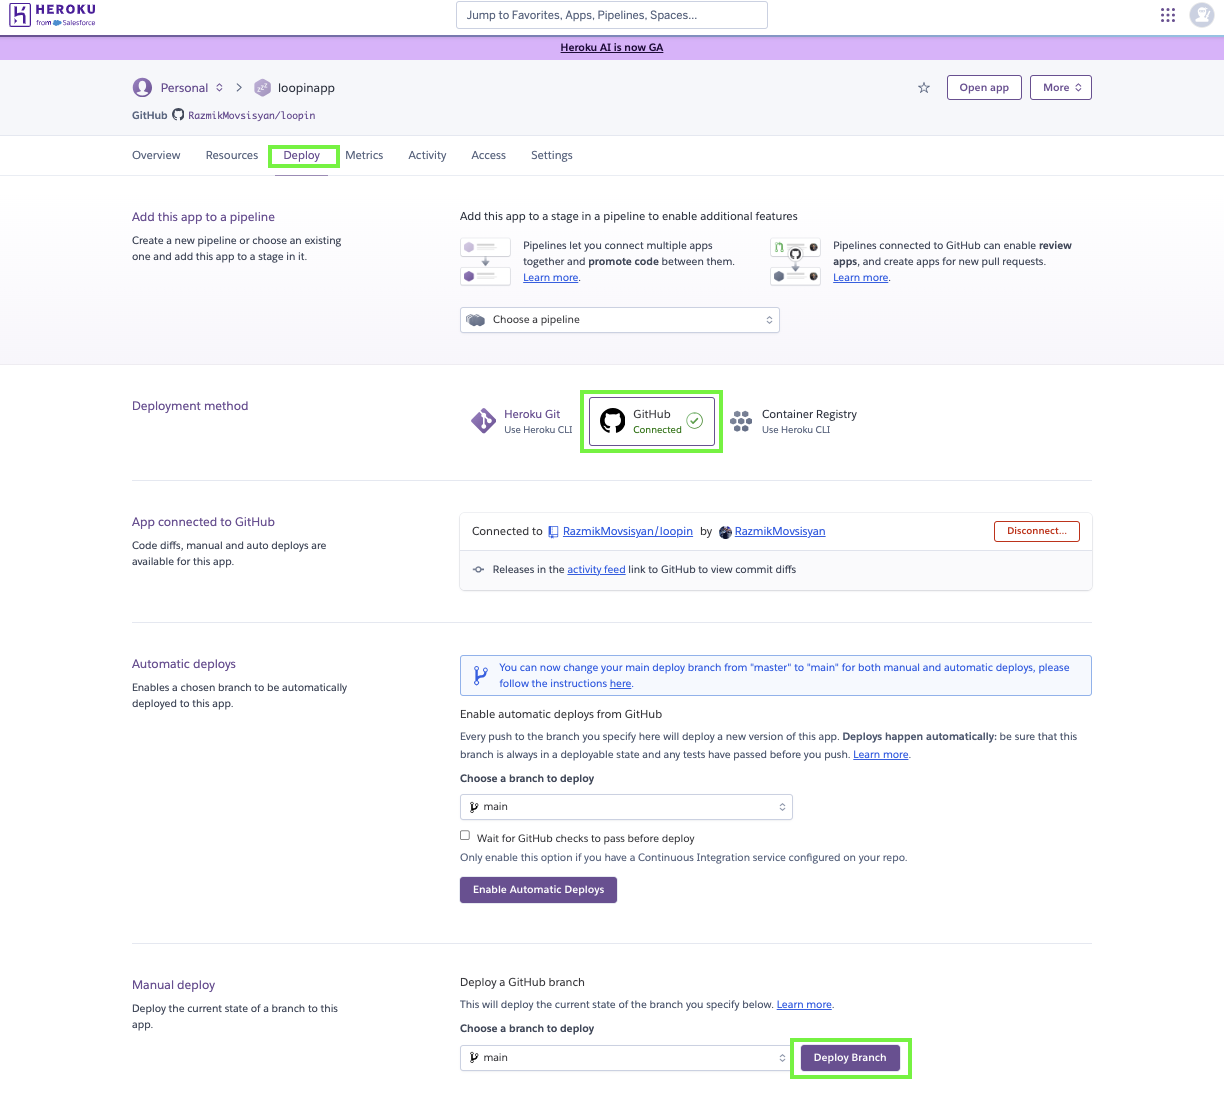 HEROKU
from Salesforce
Jump to Favorites, Apps, Pipelines, Spaces...
Heroku AI is now GA
Personal
loopinapp
Open app
More
GitHub RazmikMovsisyan/loopin
Overview Resources Deploy Metrics Activity Access Settings
Add this app to a pipeline
Create a new pipeline or choose an existing
one and add this app to a stage in it.
Add this app to a stage in a pipeline to enable additional features
Pipelines let you connect multiple apps
together and promote code between them.
Learn more.
Pipelines connected to GitHub can enable review
apps, and create apps for new pull requests.
Learn more.
Choose a pipeline
Deployment method
Heroku Git
Use Heroku CLI
GitHub
Connected
Container Registry
Use Heroku CLI
App connected to GitHub
Code diffs, manual and auto deploys are
available for this app.
Connected to RazmikMovsisyan/loopin by RazmikMovsisyan
Disconnect...
Releases in the activity feed link to GitHub to view commit diffs
Automatic deploys
Enables a chosen branch to be automatically
deployed to this app.
You can now change your main deploy branch from "master" to "main" for both manual and automatic deploys, please
follow the instructions here.
Enable automatic deploys from GitHub
Every push to the branch you specify here will deploy a new version of this app. Deploys happen automatically: be sure that this
branch is always in a deployable state and any tests have passed before you push. Learn more.
Choose a branch to deploy
main
Wait for GitHub checks to pass before deploy
Only enable this option if you have a Continuous Integration service configured on your repo.
Enable Automatic Deploys
Manual deploy
Deploy the current state of a branch to this
app.
Deploy a GitHub branch
This will deploy the current state of the branch you specify below. Learn more.
Choose a branch to deploy
main
Deploy Branch